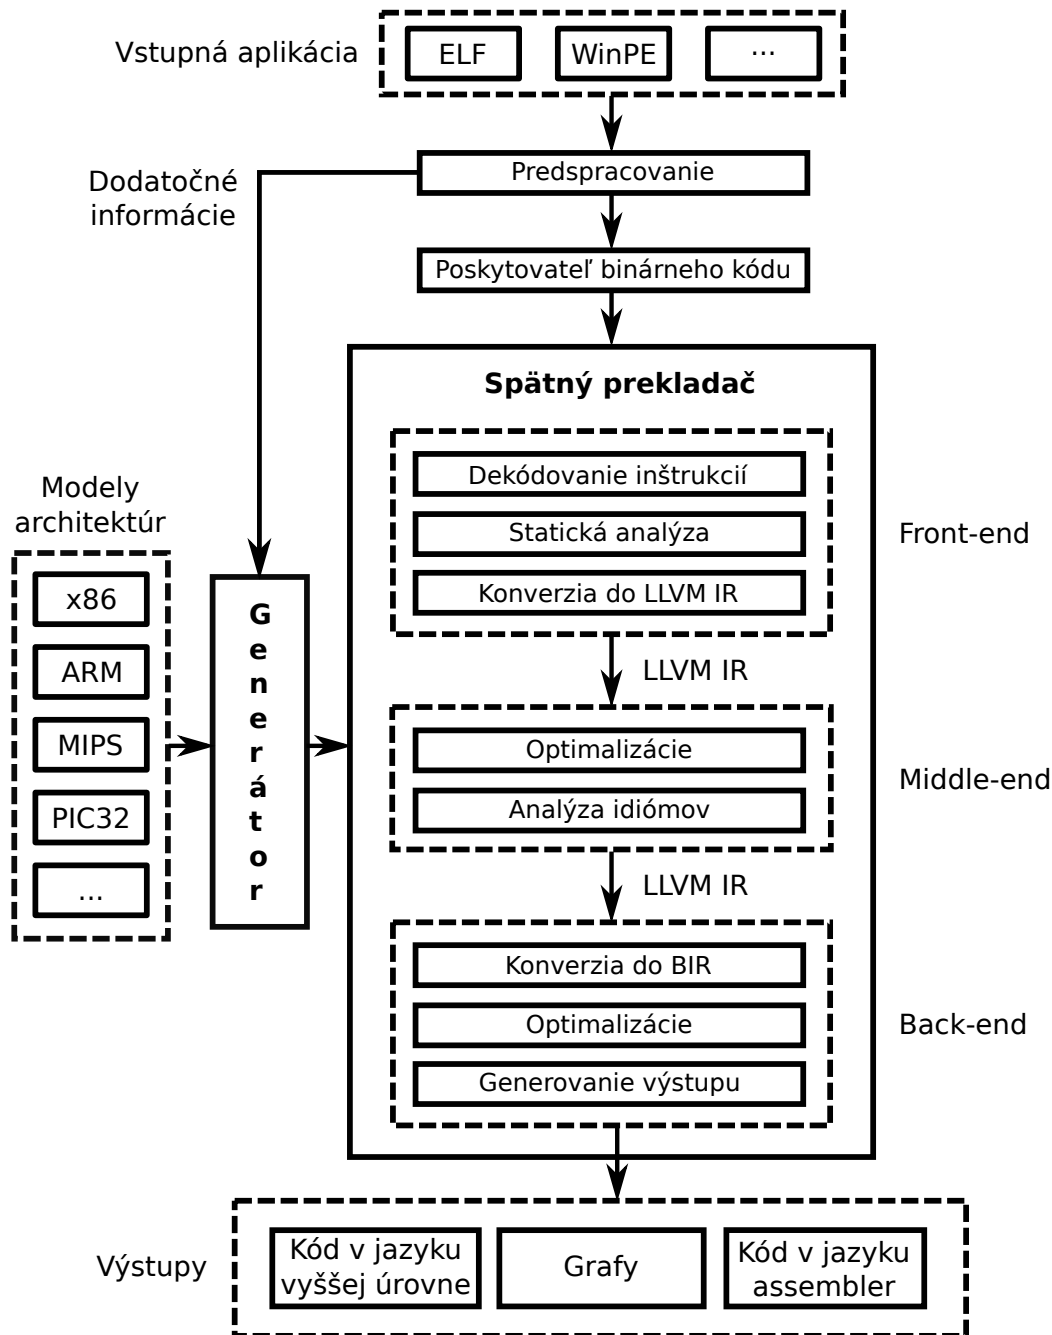 Vstupná aplikácia
ELF
WinPE
...
Predspracovanie
Dodatočné
informácie
Poskytovateľ binárneho kódu
Spätný prekladač
Dekódovanie inštrukcií
Statická analýza
Konverzia do LLVM IR
Front-end
Modely
architektúr
x86
ARM
MIPS
PIC32
...
Generátor
LLVM IR
Optimalizácie
Analýza idiómov
Middle-end
LLVM IR
Konverzia do BIR
Optimalizácie
Generovanie výstupu
Back-end
Výstupy
Kód v jazyku
vyššej úrovne
Grafy
Kód v jazyku
assembler